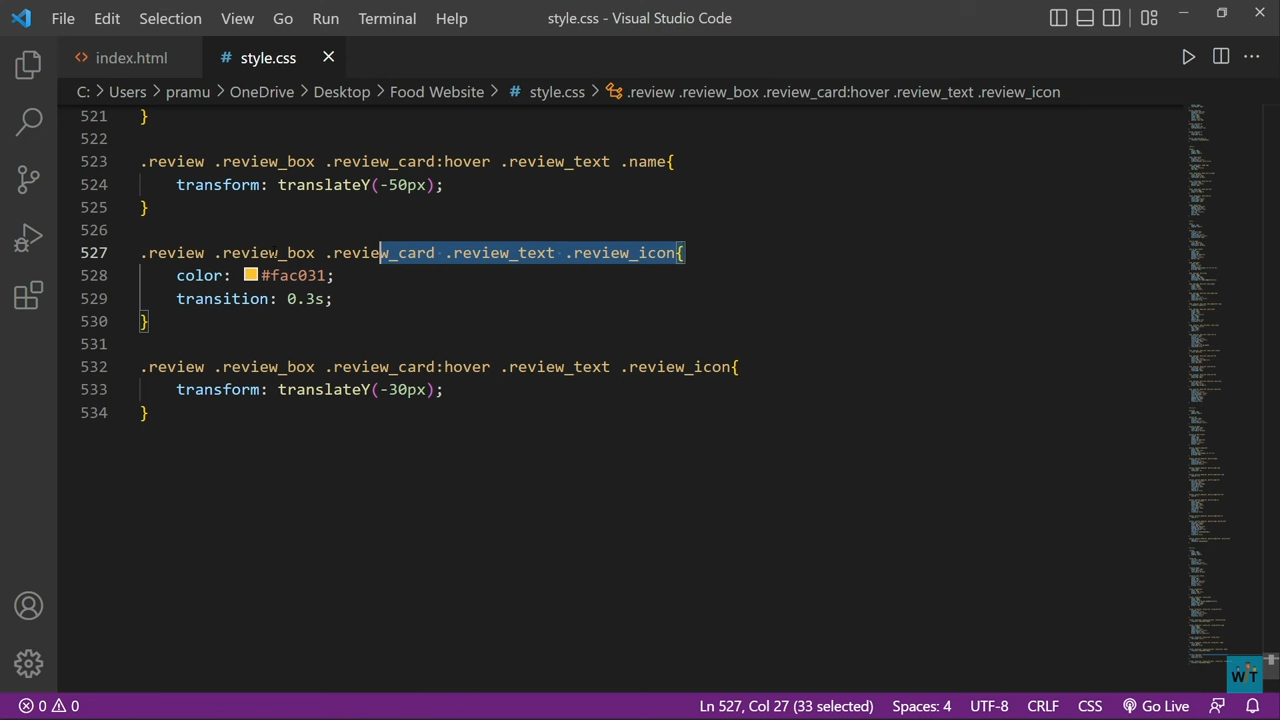 File Edit Selection View Go Run Terminal Help style.css - Visual Studio Code
index.html # style.css
C: > Users > pramu > OneDrive > Desktop > Food Website > # style.css > .review .review_box .review_card:hover .review_text .review_icon
521 }
522
523 .review .review_box .review_card:hover .review_text .name{
524 transform: translateY(-50px);
525 }
526
527 .review .review_box .review_card .review_text .review_icon{
528 color: #fac031;
529 transition: 0.3s;
530 }
531
532 .review .review_box .review_card:hover .review_text .review_icon{
533 transform: translateY(-30px);
534 }
WT
0 0 Ln 527, Col 27 (33 selected) Spaces: 4 UTF-8 CRLF CSS Go Live